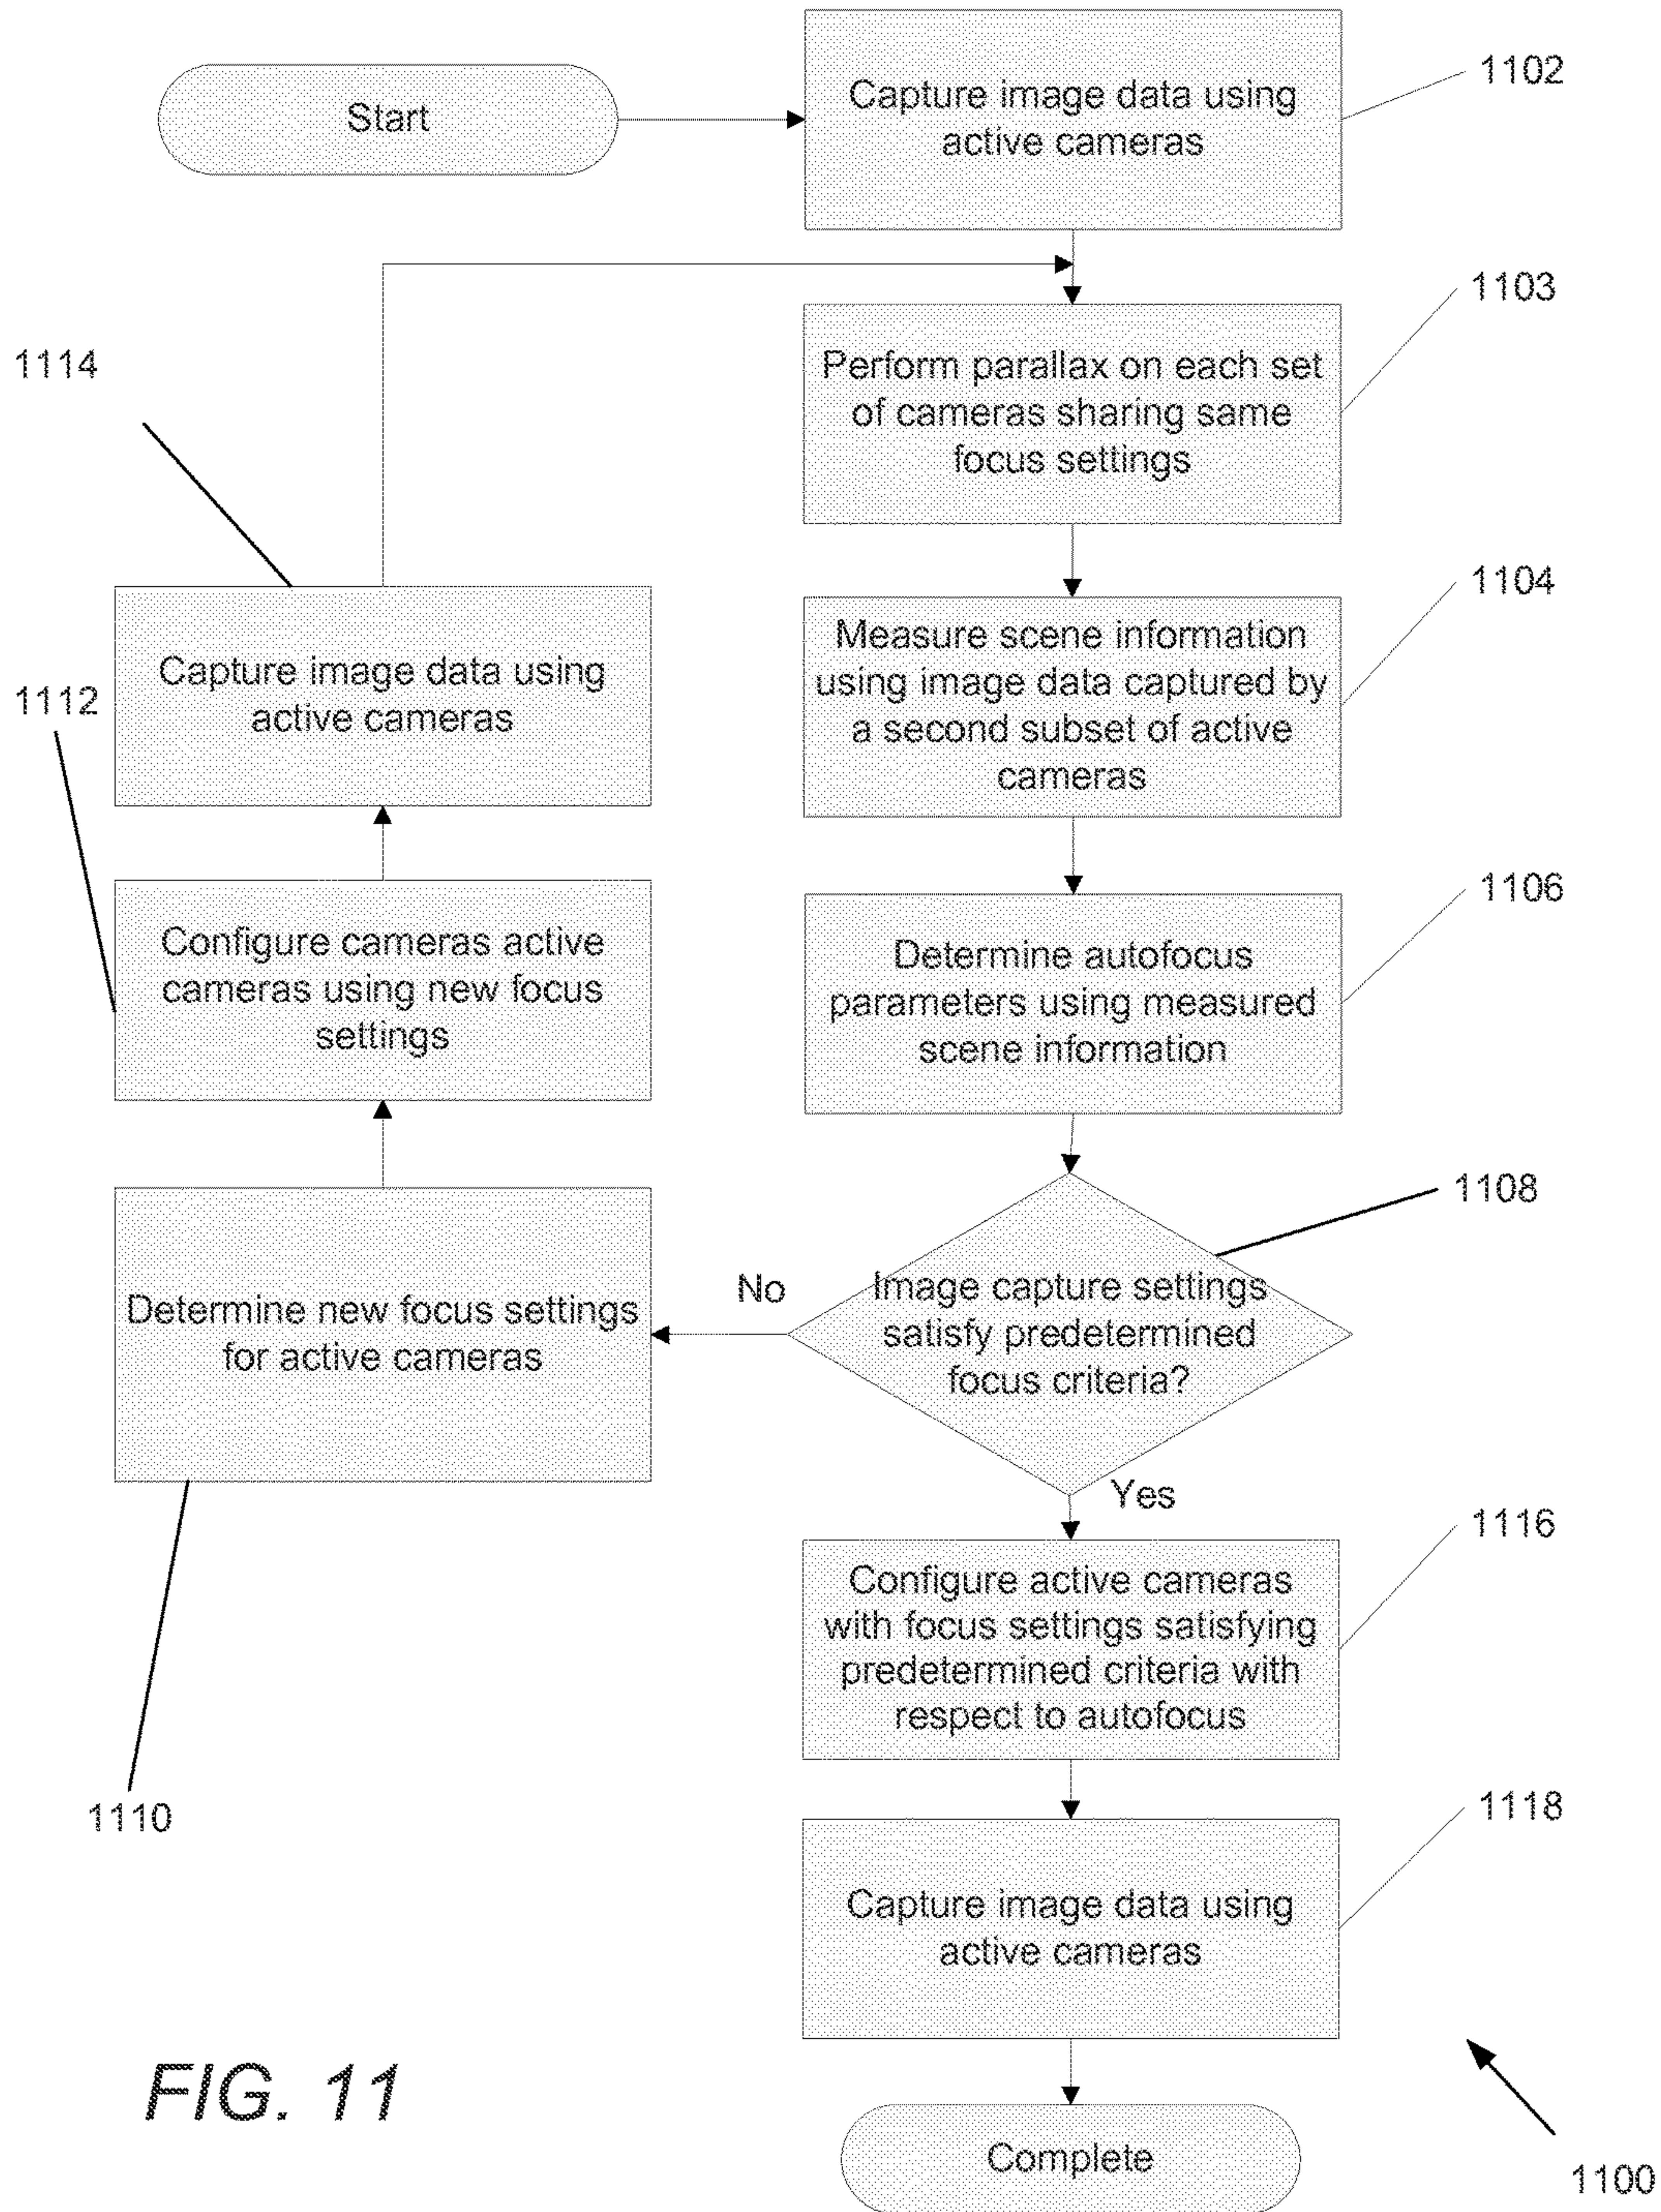 Start
Capture image data using
active cameras
1102
1103
Perform parallax on each set
of cameras sharing same
focus settings
1114
1104
Measure scene information
using image data captured by
a second subset of active
cameras
Capture image data using
active cameras
1112
1106
Determine autofocus
parameters using measured
scene information
Configure cameras active
cameras using new focus
settings
1108
Image capture settings
satisfy predetermined
focus criteria?
No
Determine new focus settings
for active cameras
Yes
1116
Configure active cameras
with focus settings satisfying
predetermined criteria with
respect to autofocus
1110
1118
Capture image data using
active cameras
FIG. 11
Complete
1100